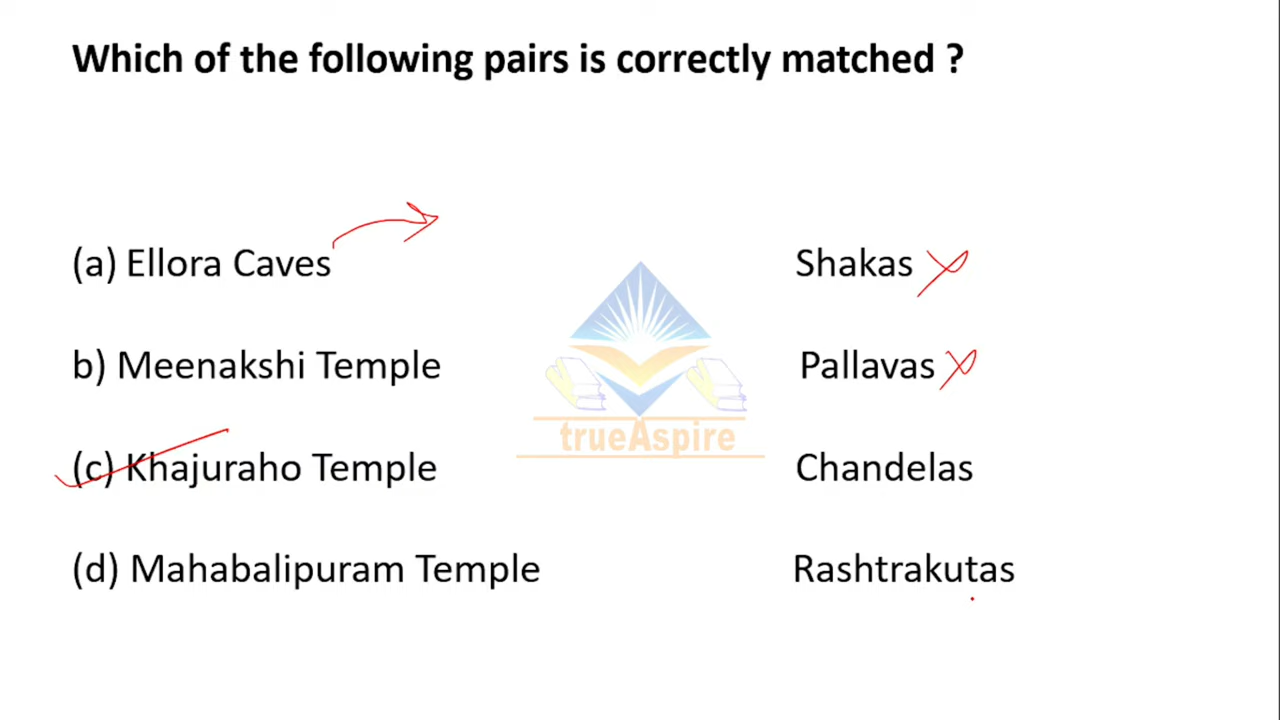 Which of the following pairs is correctly matched ?
(a) Ellora Caves Shakas
b) Meenakshi Temple Pallavas
(c) Khajuraho Temple Chandelas
(d) Mahabalipuram Temple Rashtrakutas
trueAspire